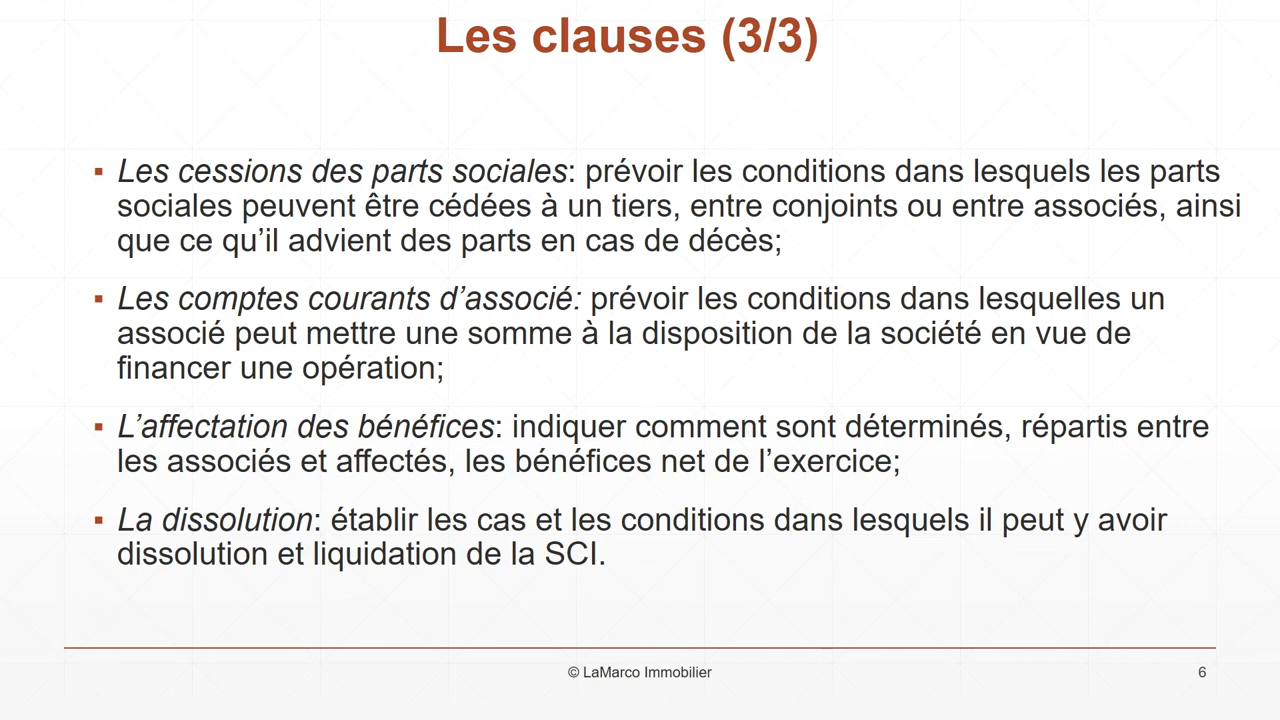 Les clauses (3/3)
▪ Les cessions des parts sociales: prévoir les conditions dans lesquels les parts
sociales peuvent être cédées à un tiers, entre conjoints ou entre associés, ainsi
que ce qu’il advient des parts en cas de décès;
▪ Les comptes courants d’associé: prévoir les conditions dans lesquelles un
associé peut mettre une somme à la disposition de la société en vue de
financer une opération;
▪ L’affectation des bénéfices: indiquer comment sont déterminés, répartis entre
les associés et affectés, les bénéfices net de l’exercice;
▪ La dissolution: établir les cas et les conditions dans lesquels il peut y avoir
dissolution et liquidation de la SCI.
© LaMarco Immobilier
6